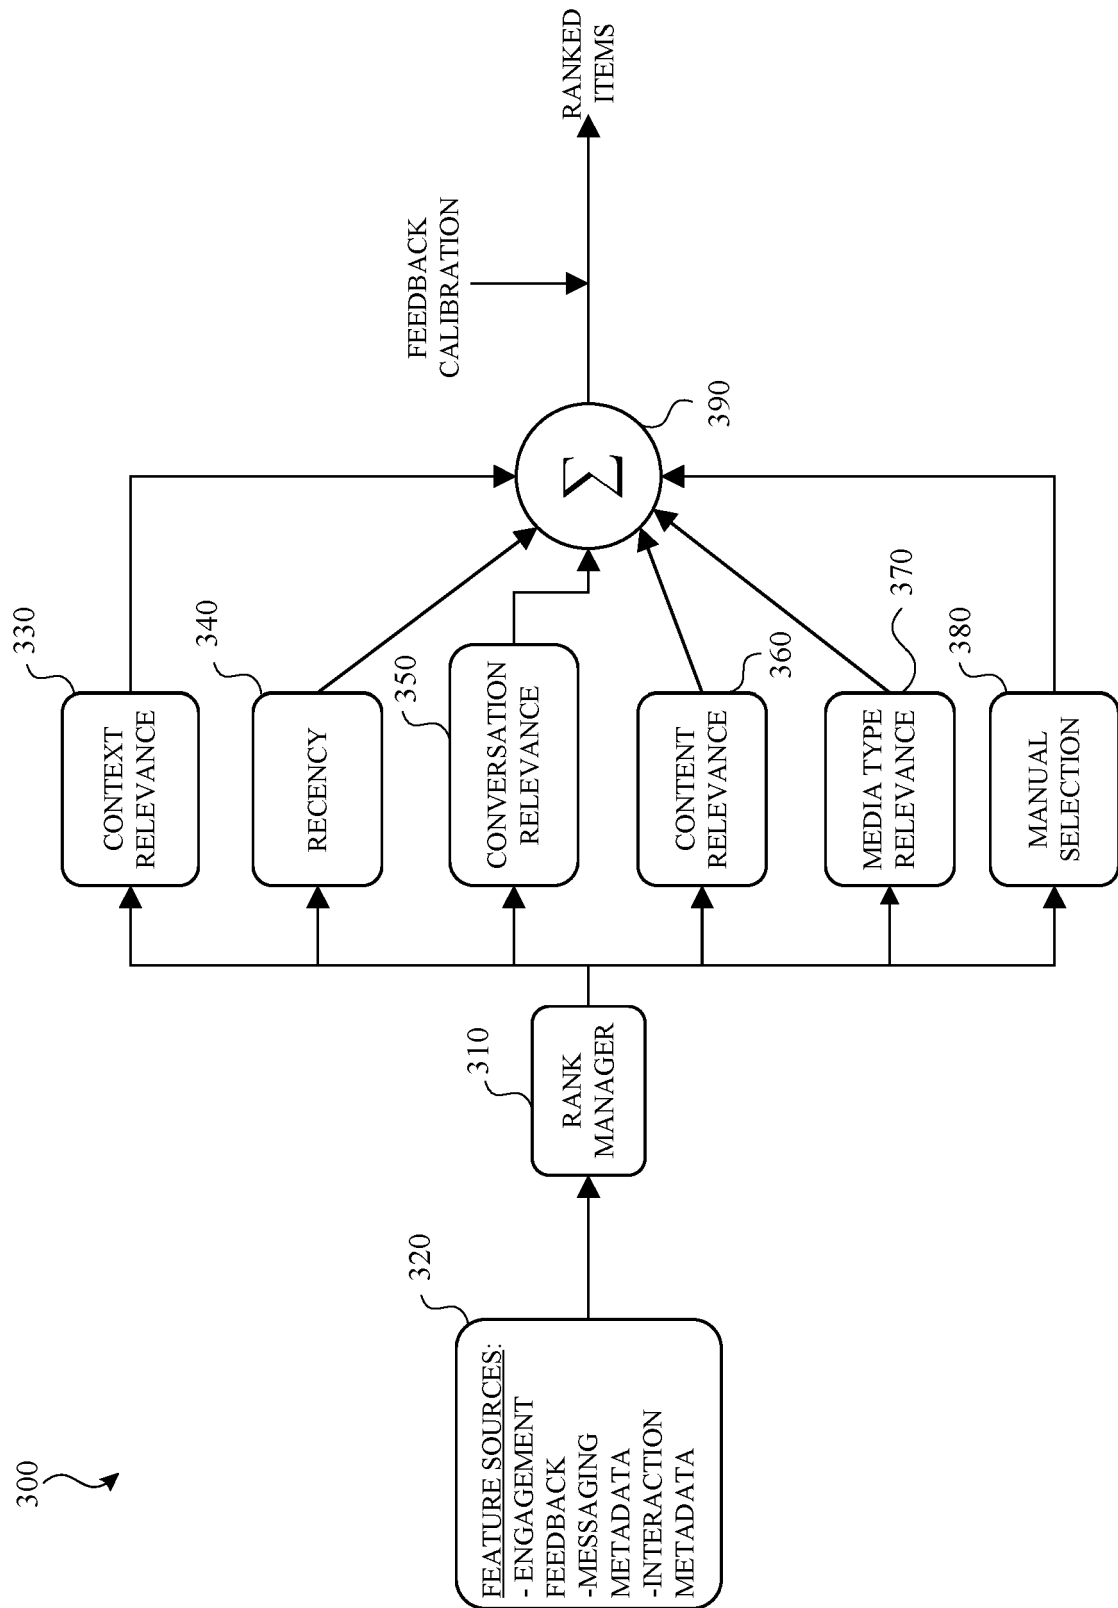 300
320
FEATURE SOURCES:
- ENGAGEMENT
FEEDBACK
-MESSAGING
METADATA
-INTERACTION
METADATA
310
RANK
MANAGER
330
CONTEXT
RELEVANCE
340
RECENCY
350
CONVERSATION
RELEVANCE
360
CONTENT
RELEVANCE
370
MEDIA TYPE
RELEVANCE
380
MANUAL
SELECTION
Σ
390
FEEDBACK
CALIBRATION
RANKED
ITEMS